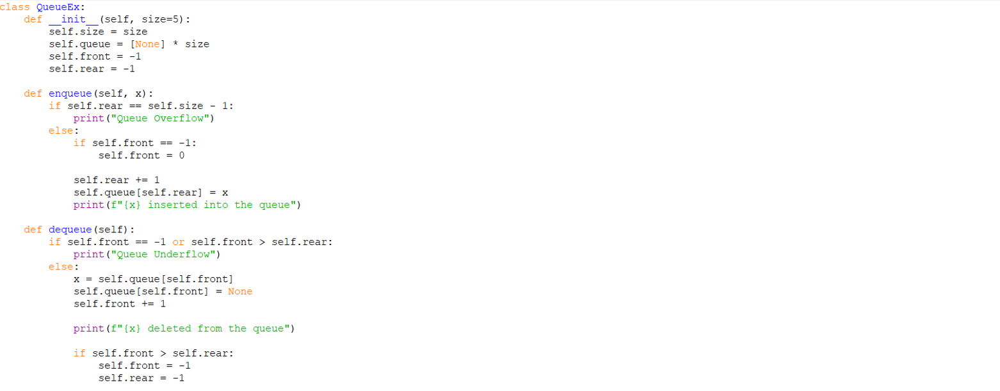 class QueueEx:
    def __init__(self, size=5):
        self.size = size
        self.queue = [None] * size
        self.front = -1
        self.rear = -1

    def enqueue(self, x):
        if self.rear == self.size - 1:
            print("Queue Overflow")
        else:
            if self.front == -1:
                self.front = 0

            self.rear += 1
            self.queue[self.rear] = x
            print(f"{x} inserted into the queue")

    def dequeue(self):
        if self.front == -1 or self.front > self.rear:
            print("Queue Underflow")
        else:
            x = self.queue[self.front]
            self.queue[self.front] = None
            self.front += 1

            print(f"{x} deleted from the queue")

            if self.front > self.rear:
                self.front = -1
                self.rear = -1